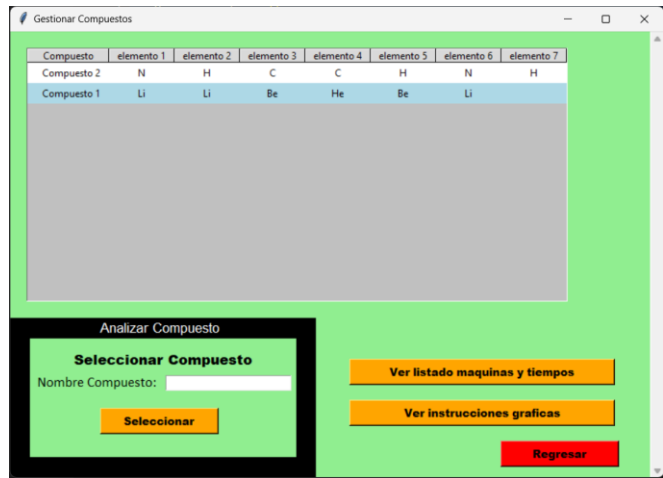 Gestionar Compuestos
Compuesto elemento 1 elemento 2 elemento 3 elemento 4 elemento 5 elemento 6 elemento 7
Compuesto 2 N H C C H N H
Compuesto 1 Li Li Be He Be Li
Analizar Compuesto
Seleccionar Compuesto
Nombre Compuesto:
Seleccionar
Ver listado maquinas y tiempos
Ver instrucciones graficas
Regresar